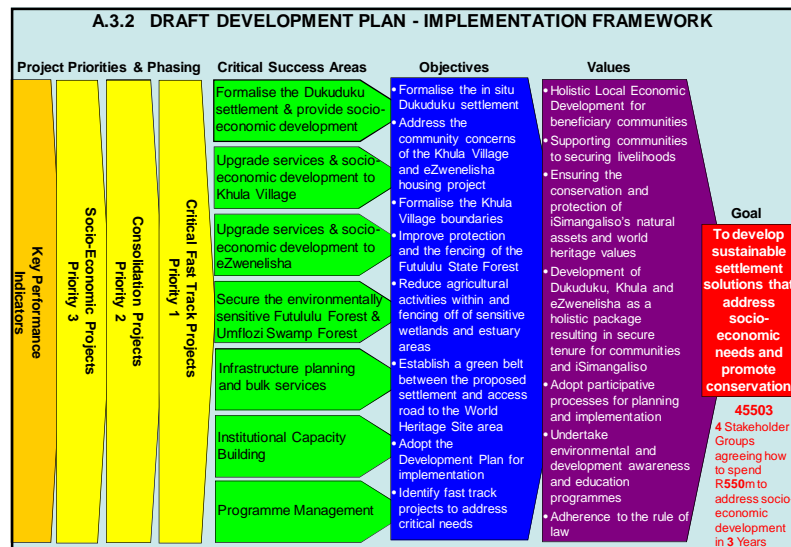 A.3.2 DRAFT DEVELOPMENT PLAN - IMPLEMENTATION FRAMEWORK
Project Priorities & Phasing
Key Performance
Indicators
Socio-Economic Projects
Priority 3
Consolidation Projects
Priority 2
Critical Fast Track Projects
Priority 1
Critical Success Areas
Formalise the Dukuduku
settlement & provide socio-
economic development
Upgrade services & socio-
economic development to
Khula Village
Upgrade services & socio-
economic development to
eZwenelisha
Secure the environmentally
sensitive Futululu Forest &
Umflozi Swamp Forest
Infrastructure planning
and bulk services
Institutional Capacity
Building
Programme Management
Objectives
• Formalise the in situ
Dukuduku settlement
• Address the
community concerns
of the Khula Village
and eZwenelisha
housing project
• Formalise the Khula
Village boundaries
• Improve protection
and the fencing of the
Futululu State Forest
• Reduce agricultural
activities within and
fencing off of sensitive
wetlands and estuary
areas
• Establish a green belt
between the proposed
settlement and access
road to the World
Heritage Site area
• Adopt the
Development Plan for
implementation
• Identify fast track
projects to address
critical needs
Values
• Holistic Local Economic
Development for
beneficiary communities
• Supporting communities
to securing livelihoods
• Ensuring the
conservation and
protection of
iSimangaliso's natural
assets and world
heritage values
• Development of
Dukuduku, Khula and
eZwenelisha as a
holistic package
resulting in secure
tenure for communities
and iSimangaliso
• Adopt participative
processes for planning
and implementation
• Undertake
environmental and
development awareness
and education
programmes
• Adherence to the rule of
law
Goal
To develop
sustainable
settlement
solutions that
address
socio-
economic
needs and
promote
conservation
45503
4 Stakeholder
Groups
agreeing how
to spend
R550m to
address socio
economic
development
in 3 Years